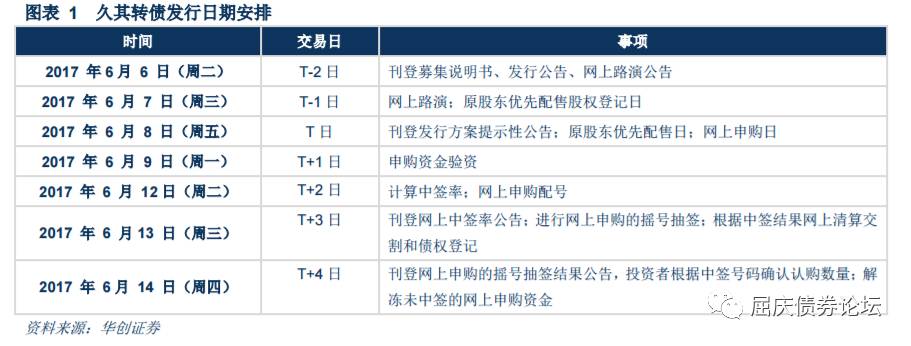 图表 1 久其转债发行日期安排
时间 交易日 事项
2017 年 6 月 6 日（周二） T-2 日 刊登募集说明书、发行公告、网上路演公告
2017 年 6 月 7 日（周三） T-1 日 网上路演；原股东优先配售股权登记日
2017 年 6 月 8 日（周五） T 日 刊登发行方案提示性公告；原股东优先配售日；网上申购日
2017 年 6 月 9 日（周一） T+1 日 申购资金验资
2017 年 6 月 12 日（周二） T+2 日 计算中签率；网上申购配号
2017 年 6 月 13 日（周三） T+3 日 刊登网上中签率公告；进行网上申购的摇号抽签；根据中签结果网上清算交
割和债权登记
2017 年 6 月 14 日（周四） T+4 日 刊登网上申购的摇号抽签结果公告，投资者根据中签号码确认认购数量；解
冻未中签的网上申购资金
屈庆债券论坛
资料来源：华创证券